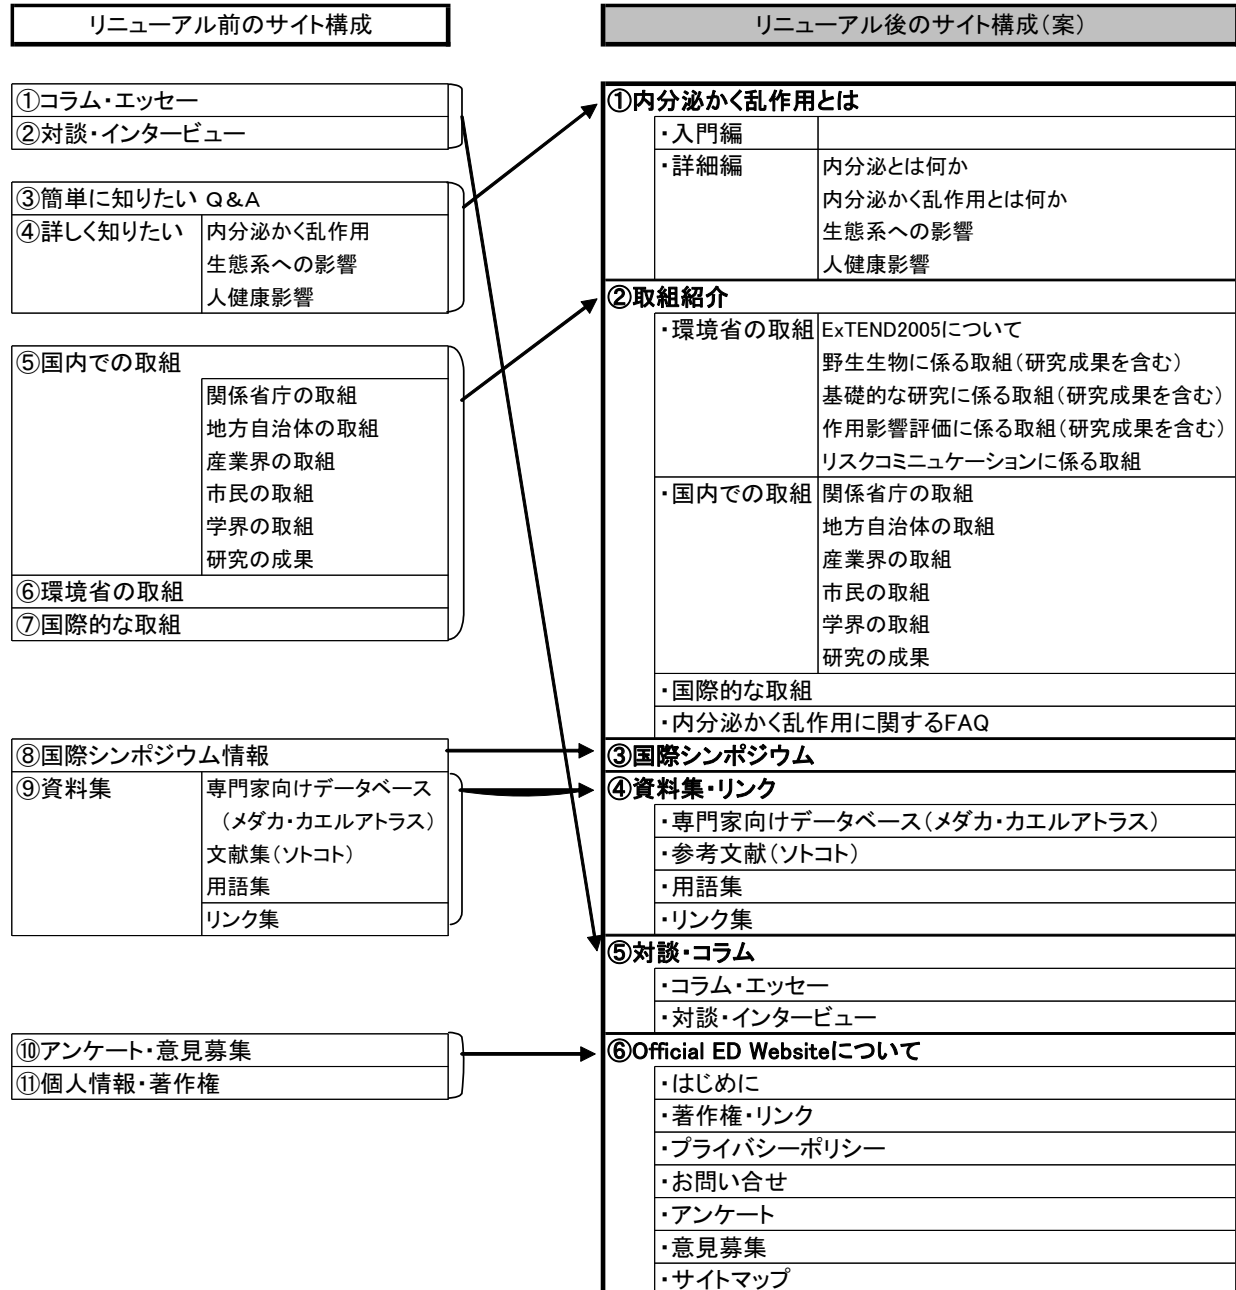 リニューアル前のサイト構成
①コラム・エッセー
②対談・インタービュー
③簡単に知りたい Q&A
④詳しく知りたい 内分泌かく乱作用
生態系への影響
人健康影響
⑤国内での取組
関係省庁の取組
地方自治体の取組
産業界の取組
市民の取組
学界の取組
研究の成果
⑥環境省の取組
⑦国際的な取組
⑧国際シンポジウム情報
⑨資料集 専門家向けデータベース
（メダカ・カエルアトラス）
文献集（ソトコト）
用語集
リンク集
⑩アンケート・意見募集
⑪個人情報・著作権
リニューアル後のサイト構成（案）
①内分泌かく乱作用とは
・入門編
・詳細編 内分泌とは何か
内分泌かく乱作用とは何か
生態系への影響
人健康影響
②取組紹介
・環境省の取組 ExTEND2005について
野生生物に係る取組（研究成果を含む）
基礎的な研究に係る取組（研究成果を含む）
作用影響評価に係る取組（研究成果を含む）
リスクコミニュケーションに係る取組
・国内での取組 関係省庁の取組
地方自治体の取組
産業界の取組
市民の取組
学界の取組
研究の成果
・国際的な取組
・内分泌かく乱作用に関するFAQ
③国際シンポジウム
④資料集・リンク
・専門家向けデータベース（メダカ・カエルアトラス）
・参考文献（ソトコト）
・用語集
・リンク集
⑤対談・コラム
・コラム・エッセー
・対談・インタービュー
⑥Official ED Websiteについて
・はじめに
・著作権・リンク
・プライバシーポリシー
・お問い合せ
・アンケート
・意見募集
・サイトマップ